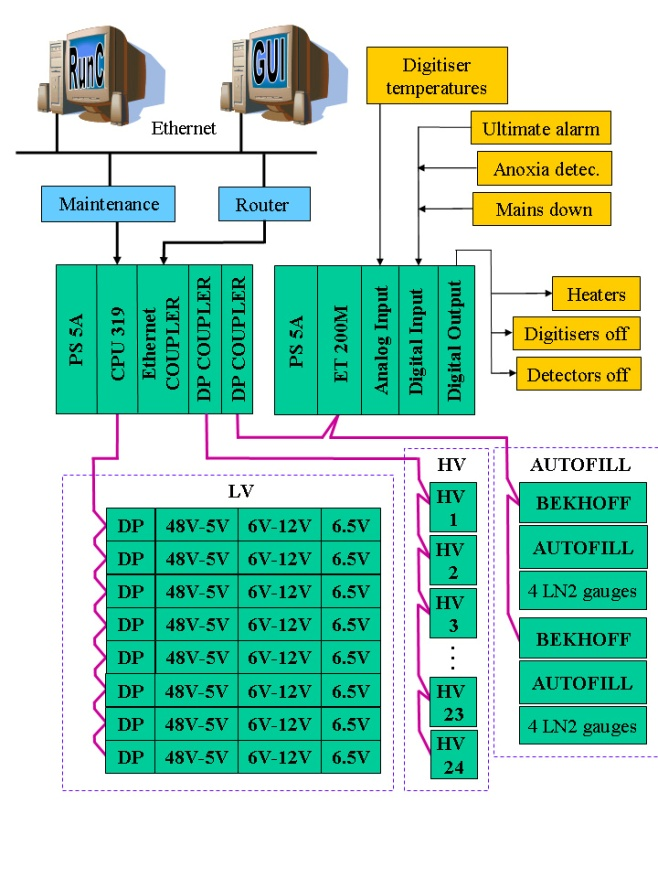 RunC
GUI
Digitiser
temperatures
Ethernet
Ultimate alarm
Anoxia detec.
Mains down
Maintenance
Router
PS 5A
CPU 319
Ethernet
COUPLER
DP COUPLER
DP COUPLER
PS 5A
ET 200M
Analog Input
Digital Input
Digital Output
Heaters
Digitisers off
Detectors off
LV
DP 48V-5V 6V-12V 6.5V
DP 48V-5V 6V-12V 6.5V
DP 48V-5V 6V-12V 6.5V
DP 48V-5V 6V-12V 6.5V
DP 48V-5V 6V-12V 6.5V
DP 48V-5V 6V-12V 6.5V
DP 48V-5V 6V-12V 6.5V
DP 48V-5V 6V-12V 6.5V
HV
HV
1
HV
2
HV
3
⋮
HV
23
HV
24
AUTOFILL
BEKHOFF
AUTOFILL
4 LN2 gauges
BEKHOFF
AUTOFILL
4 LN2 gauges